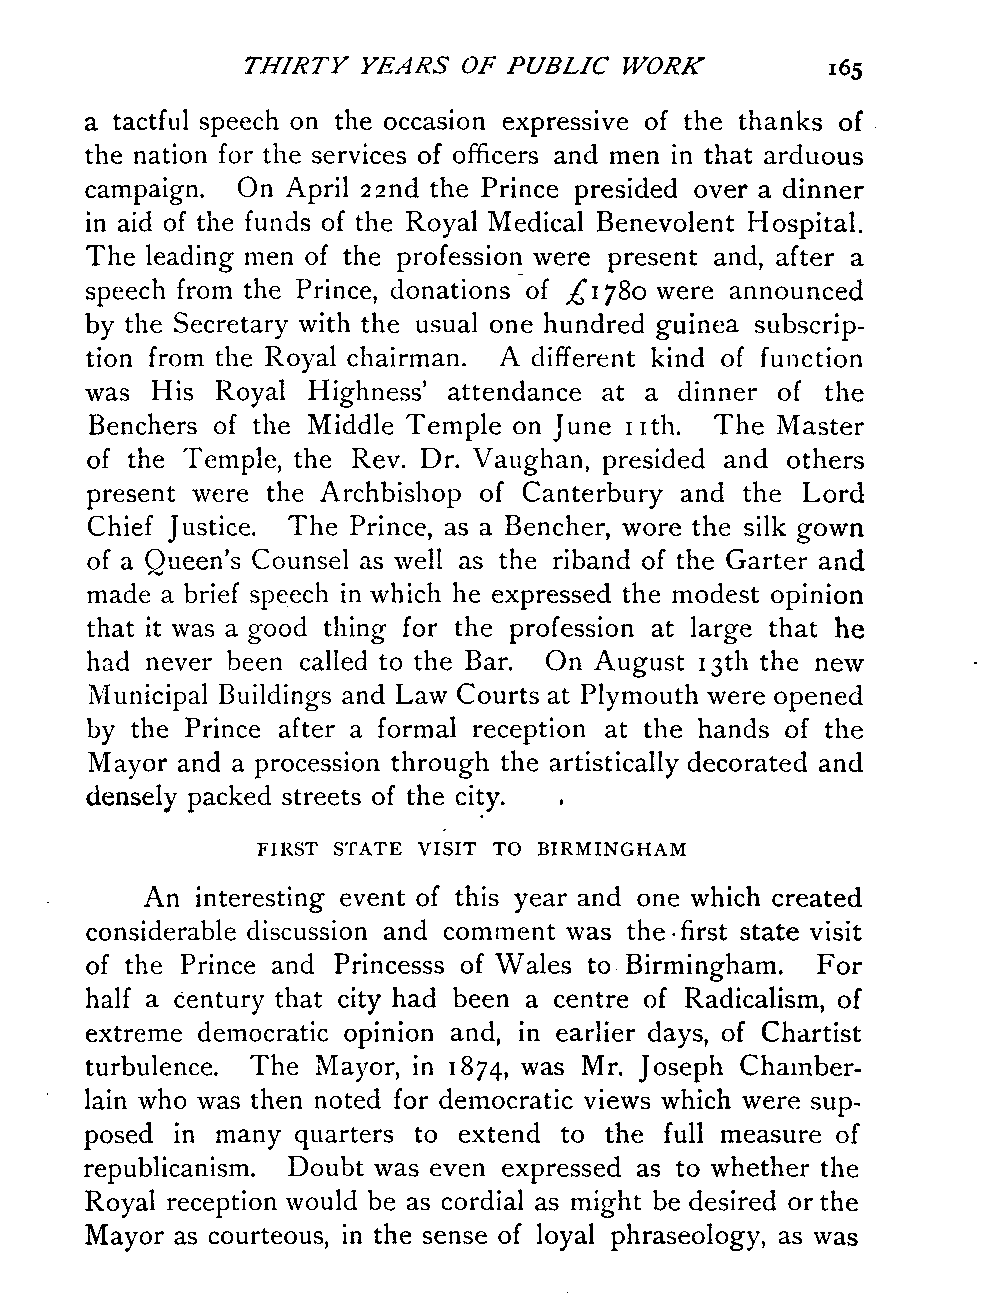 THIRTY YEARS OF PUBLIC WORK 165
a tactful speech on the occasion expressive of the thanks of
the nation for the services of officers and men in that arduous
campaign. On April 22nd the Prince presided over a dinner
in aid of the funds of the Royal Medical Benevolent Hospital.
The leading men of the profession were present and, after a
speech from the Prince, donations of £1780 were announced
by the Secretary with the usual one hundred guinea subscrip-
tion from the Royal chairman. A different kind of function
was His Royal Highness' attendance at a dinner of the
Benchers of the Middle Temple on June 11th. The Master
of the Temple, the Rev. Dr. Vaughan, presided and others
present were the Archbishop of Canterbury and the Lord
Chief Justice. The Prince, as a Bencher, wore the silk gown
of a Queen's Counsel as well as the riband of the Garter and
made a brief speech in which he expressed the modest opinion
that it was a good thing for the profession at large that he
had never been called to the Bar. On August 13th the new
Municipal Buildings and Law Courts at Plymouth were opened
by the Prince after a formal reception at the hands of the
Mayor and a procession through the artistically decorated and
densely packed streets of the city.
FIRST STATE VISIT TO BIRMINGHAM
An interesting event of this year and one which created
considerable discussion and comment was the first state visit
of the Prince and Princesss of Wales to Birmingham. For
half a century that city had been a centre of Radicalism, of
extreme democratic opinion and, in earlier days, of Chartist
turbulence. The Mayor, in 1874, was Mr. Joseph Chamber-
lain who was then noted for democratic views which were sup-
posed in many quarters to extend to the full measure of
republicanism. Doubt was even expressed as to whether the
Royal reception would be as cordial as might be desired or the
Mayor as courteous, in the sense of loyal phraseology, as was